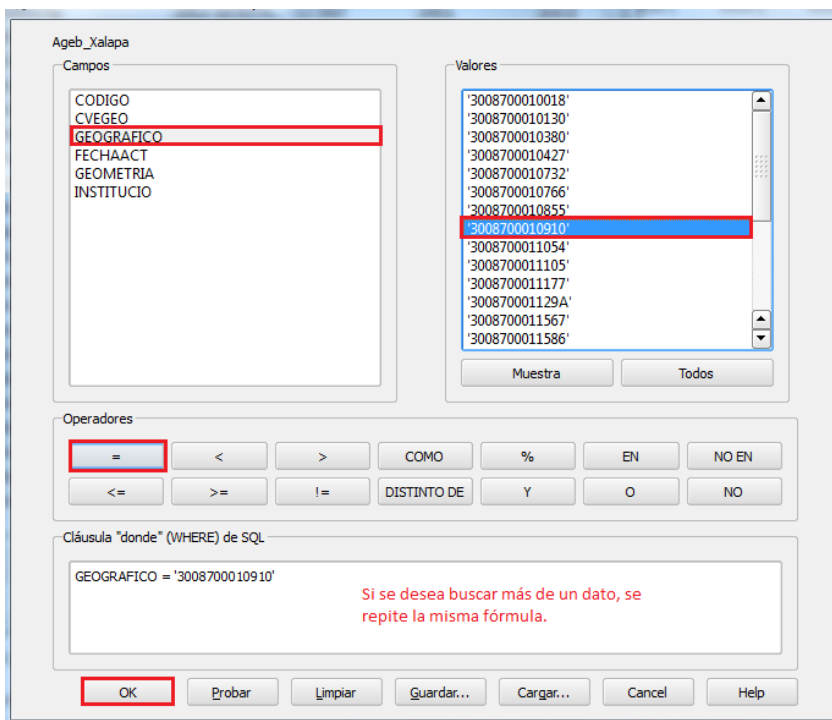 Ageb_Xalapa
Campos
CODIGO
CVEGEO
GEOGRAFICO
FECHAACT
GEOMETRIA
INSTITUCIO
Valores
'3008700010018'
'3008700010130'
'3008700010380'
'3008700010427'
'3008700010732'
'3008700010766'
'3008700010855'
'3008700010910'
'3008700011054'
'3008700011105'
'3008700011177'
'300870001129A'
'3008700011567'
'3008700011586'
Muestra Todos
Operadores
= < > COMO % EN NO EN
<= >= != DISTINTO DE Y O NO
Cláusula "donde" (WHERE) de SQL
GEOGRAFICO = '3008700010910'
Si se desea buscar más de un dato, se
repite la misma fórmula.
OK Probar Limpiar Guardar... Cargar... Cancel Help